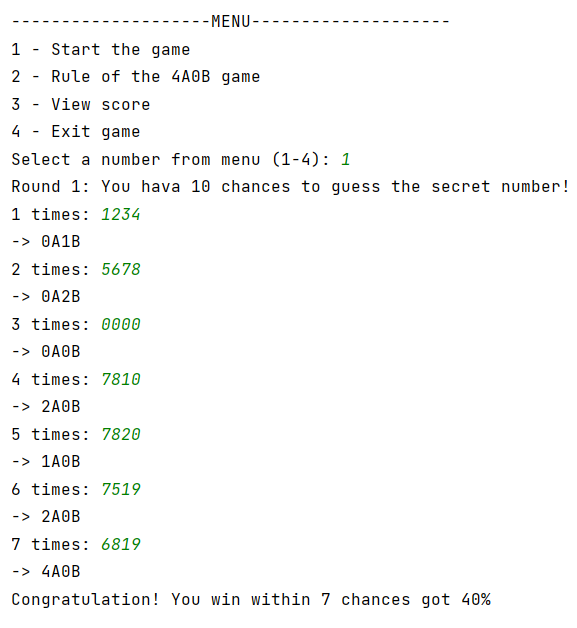 --------------------MENU--------------------
1 - Start the game
2 - Rule of the 4A0B game
3 - View score
4 - Exit game
Select a number from menu (1-4): 1
Round 1: You hava 10 chances to guess the secret number!
1 times: 1234
-> 0A1B
2 times: 5678
-> 0A2B
3 times: 0000
-> 0A0B
4 times: 7810
-> 2A0B
5 times: 7820
-> 1A0B
6 times: 7519
-> 2A0B
7 times: 6819
-> 4A0B
Congratulation! You win within 7 chances got 40%